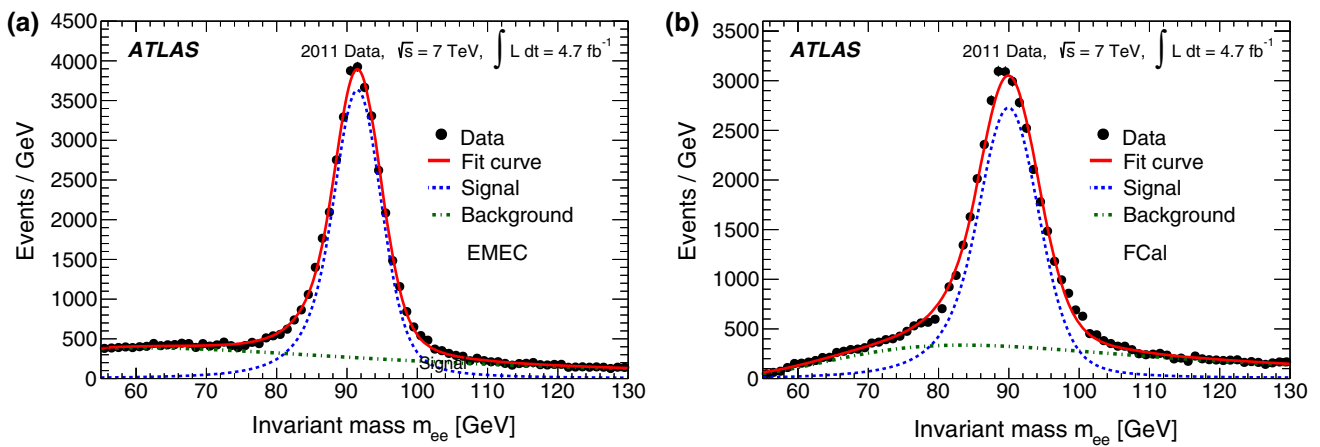 (a)
ATLAS
2011 Data, √s = 7 TeV, ∫ L dt = 4.7 fb⁻¹
Events / GeV
4500
4000
3500
3000
2500
2000
1500
1000
500
0
Data
Fit curve
Signal
Background
EMEC
Signal
60 70 80 90 100 110 120 130
Invariant mass m_ee [GeV]
(b)
ATLAS
2011 Data, √s = 7 TeV, ∫ L dt = 4.7 fb⁻¹
Events / GeV
3500
3000
2500
2000
1500
1000
500
0
Data
Fit curve
Signal
Background
FCal
60 70 80 90 100 110 120 130
Invariant mass m_ee [GeV]